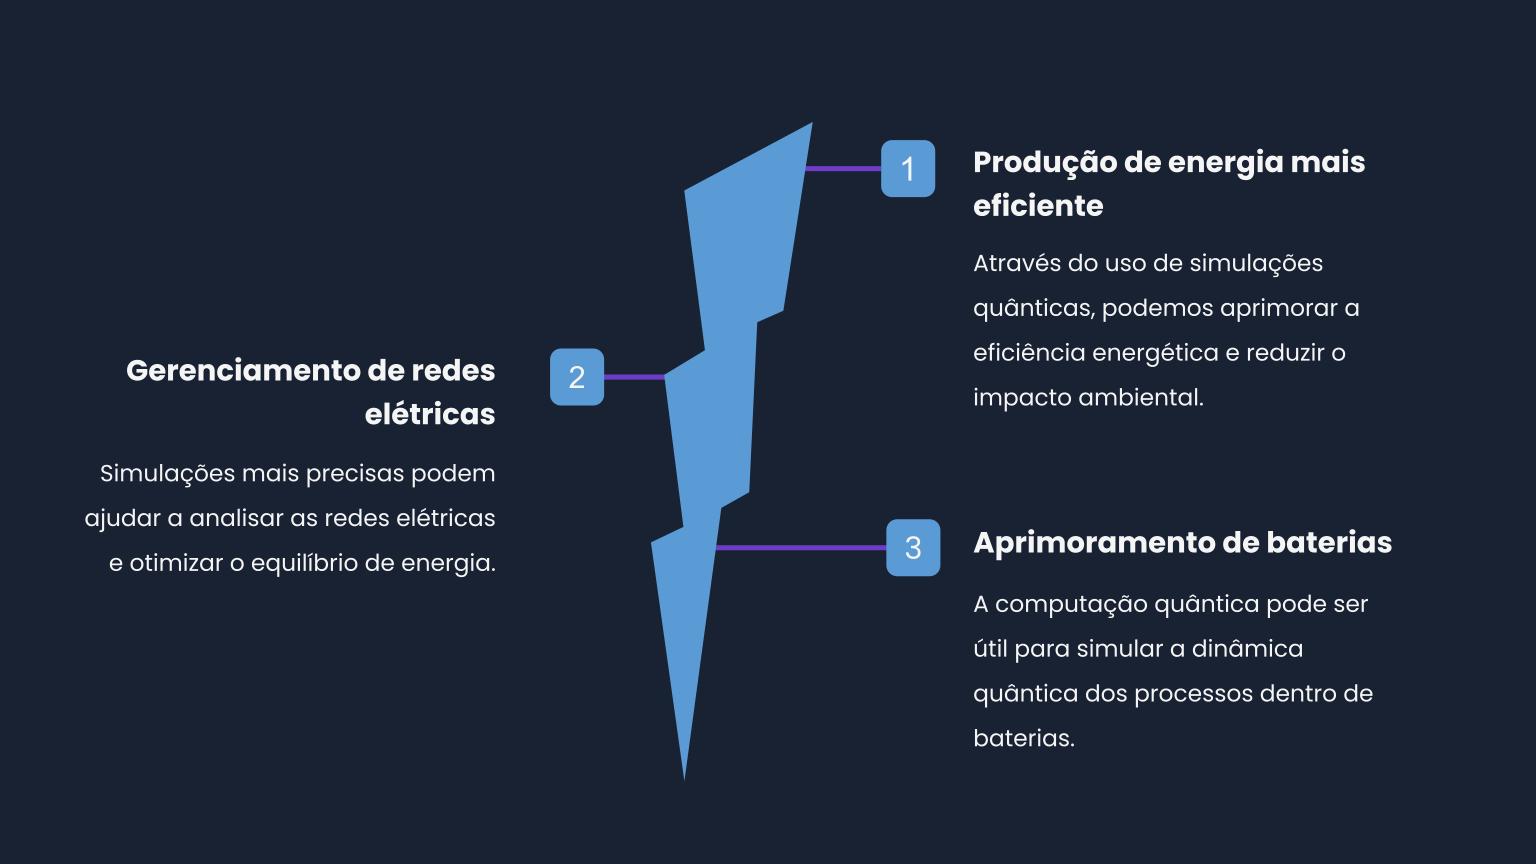 1
Produção de energia mais
eficiente
Através do uso de simulações
quânticas, podemos aprimorar a
eficiência energética e reduzir o
impacto ambiental.
2
Gerenciamento de redes
elétricas
Simulações mais precisas podem
ajudar a analisar as redes elétricas
e otimizar o equilíbrio de energia.
3
Aprimoramento de baterias
A computação quântica pode ser
útil para simular a dinâmica
quântica dos processos dentro de
baterias.